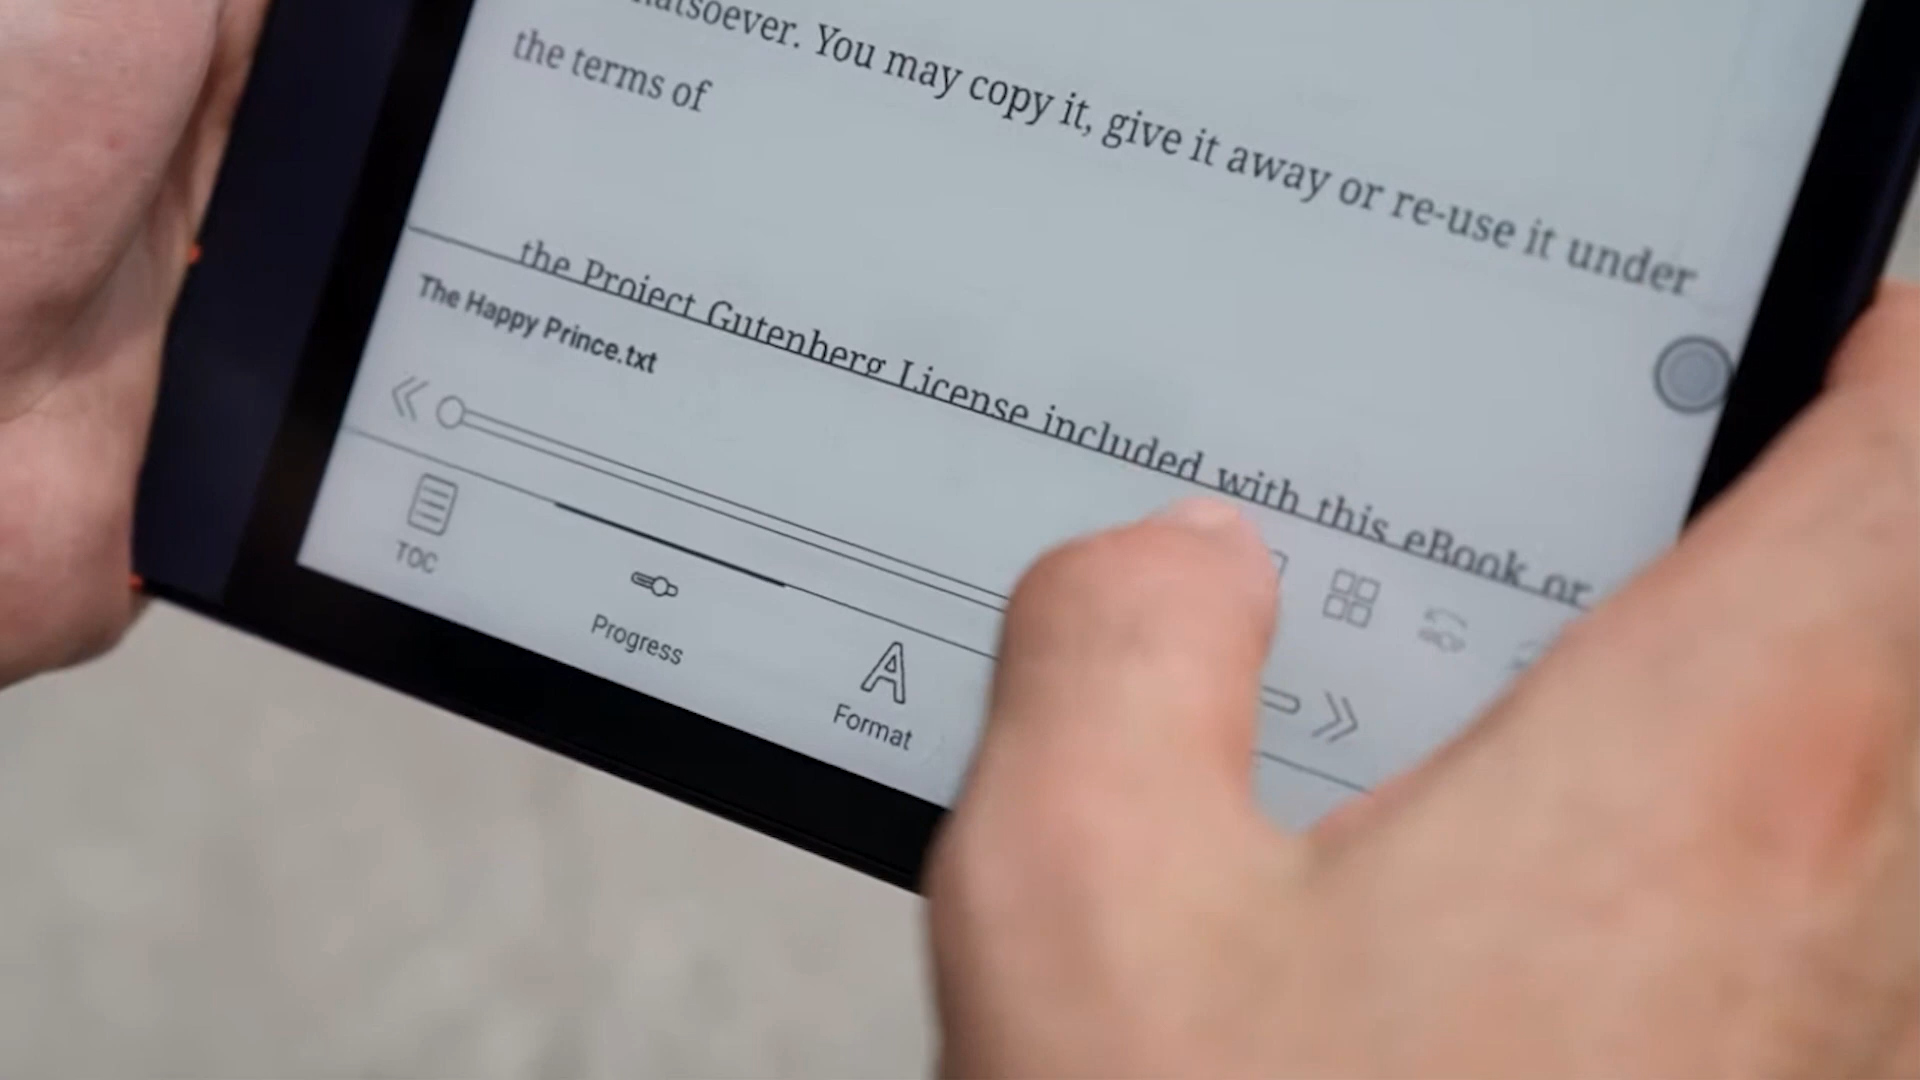 You may copy it, give it away or re-use it under
the terms of
the Project Gutenberg License included with this eBook or
The Happy Prince.txt
TOC
Progress
Format